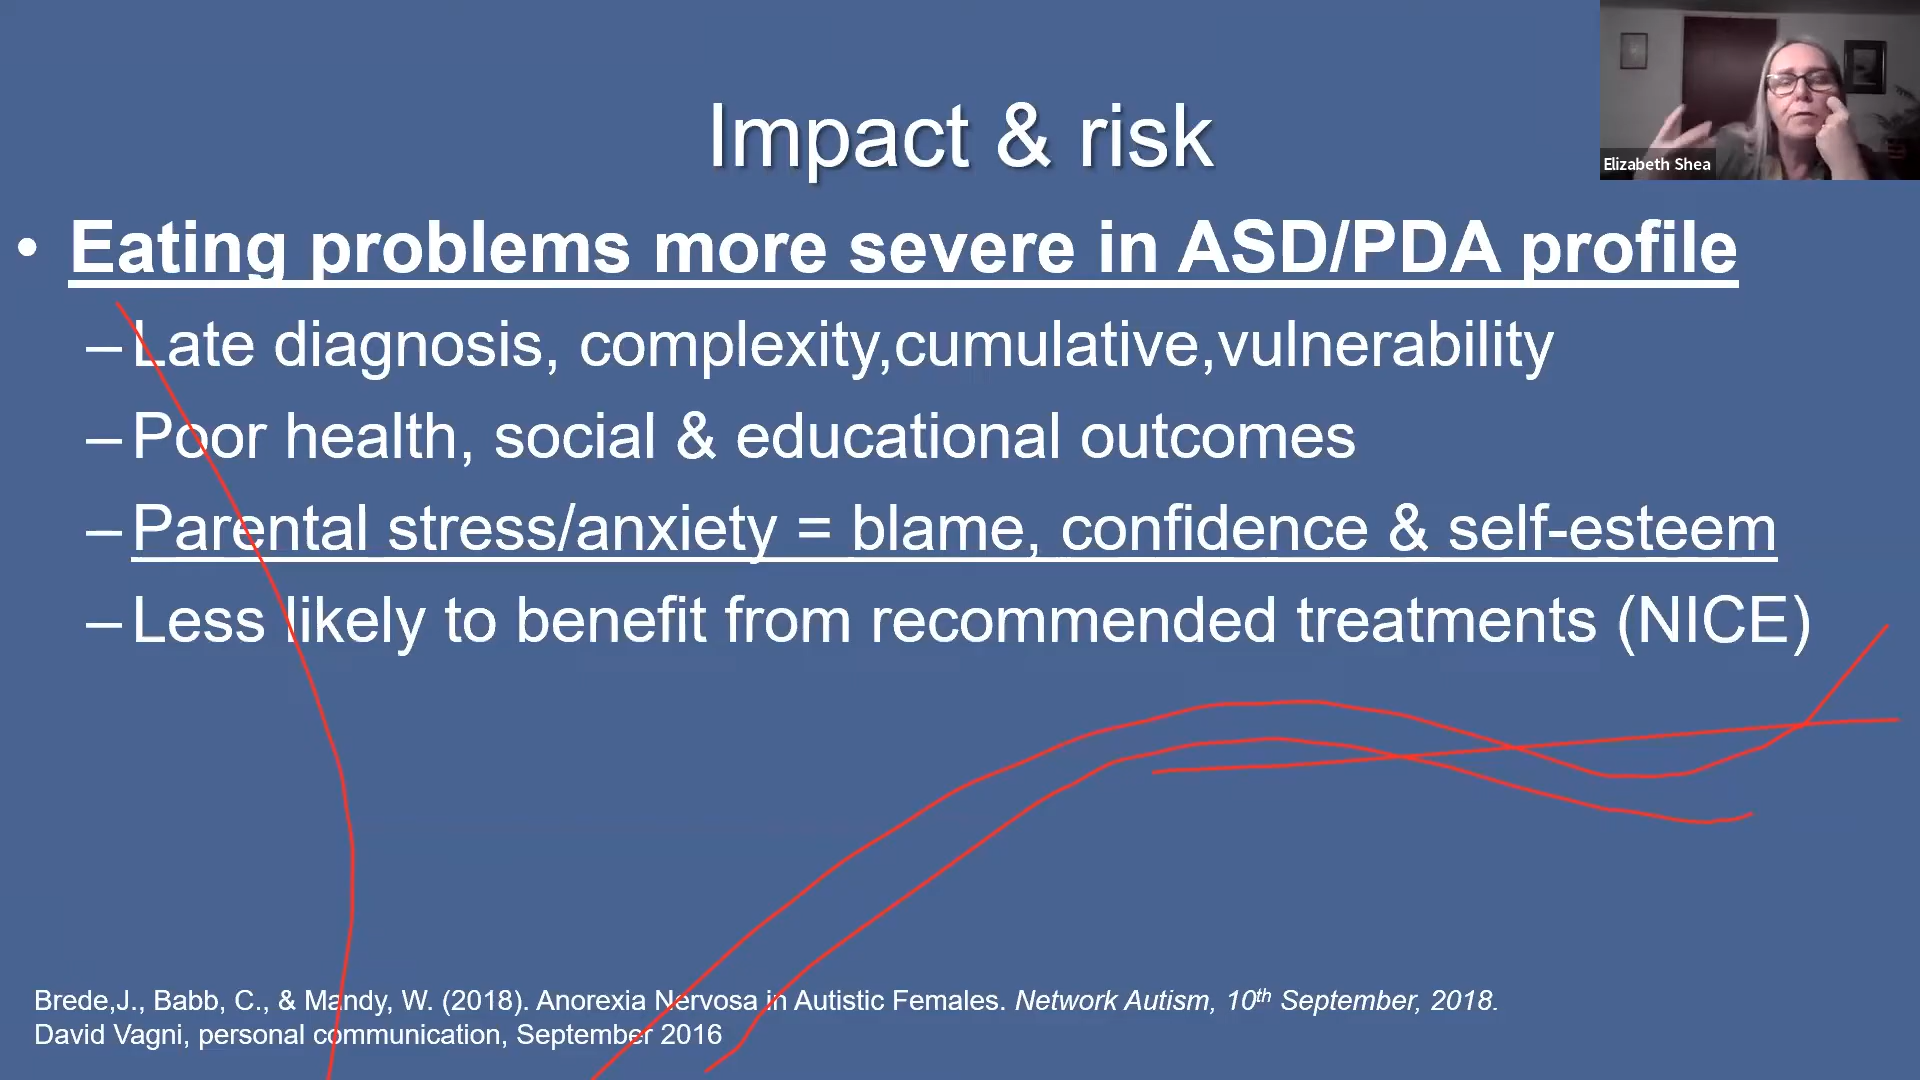 Impact & risk
Elizabeth Shea
• Eating problems more severe in ASD/PDA profile
– Late diagnosis, complexity,cumulative,vulnerability
– Poor health, social & educational outcomes
– Parental stress/anxiety = blame, confidence & self-esteem
– Less likely to benefit from recommended treatments (NICE)
Brede,J., Babb, C., & Mandy, W. (2018). Anorexia Nervosa in Autistic Females. Network Autism, 10th September, 2018.
David Vagni, personal communication, September 2016